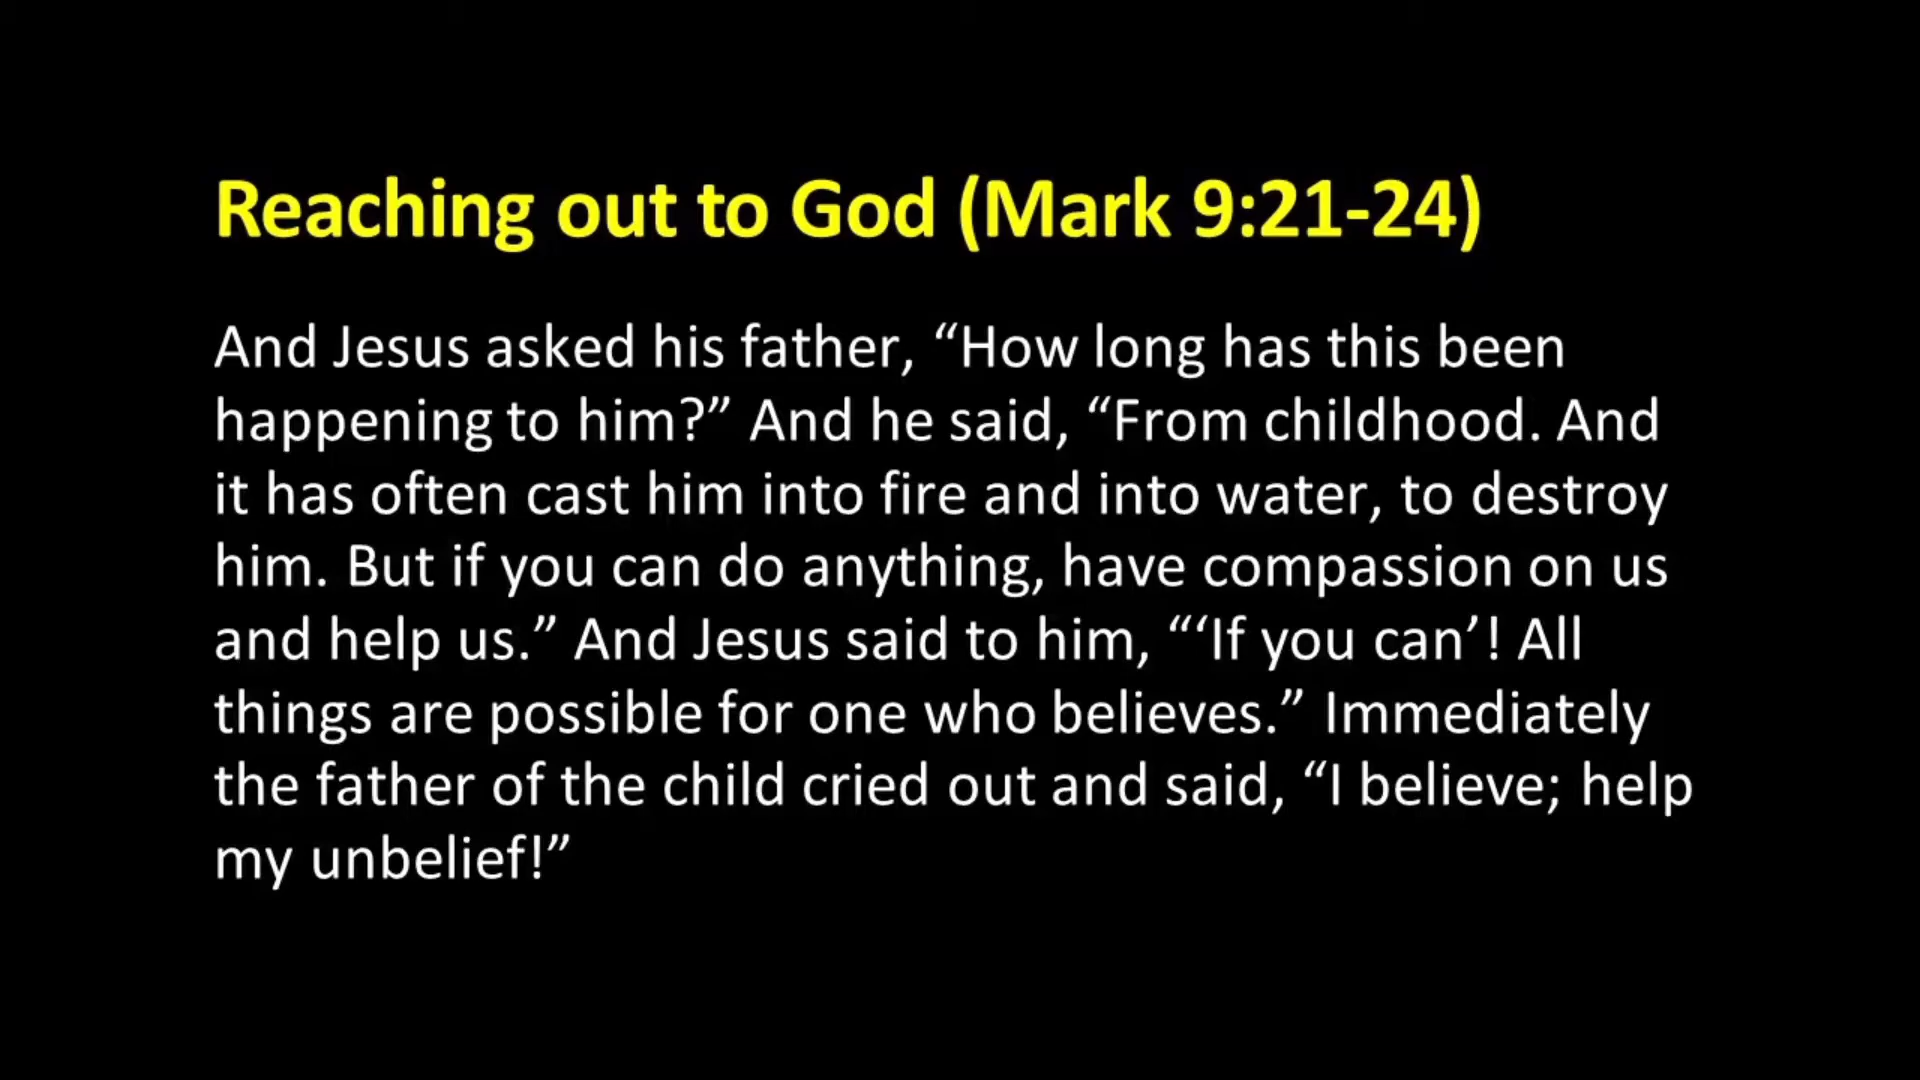 Reaching out to God (Mark 9:21-24)
And Jesus asked his father, “How long has this been
happening to him?” And he said, “From childhood. And
it has often cast him into fire and into water, to destroy
him. But if you can do anything, have compassion on us
and help us.” And Jesus said to him, “‘If you can’! All
things are possible for one who believes.” Immediately
the father of the child cried out and said, “I believe; help
my unbelief!”